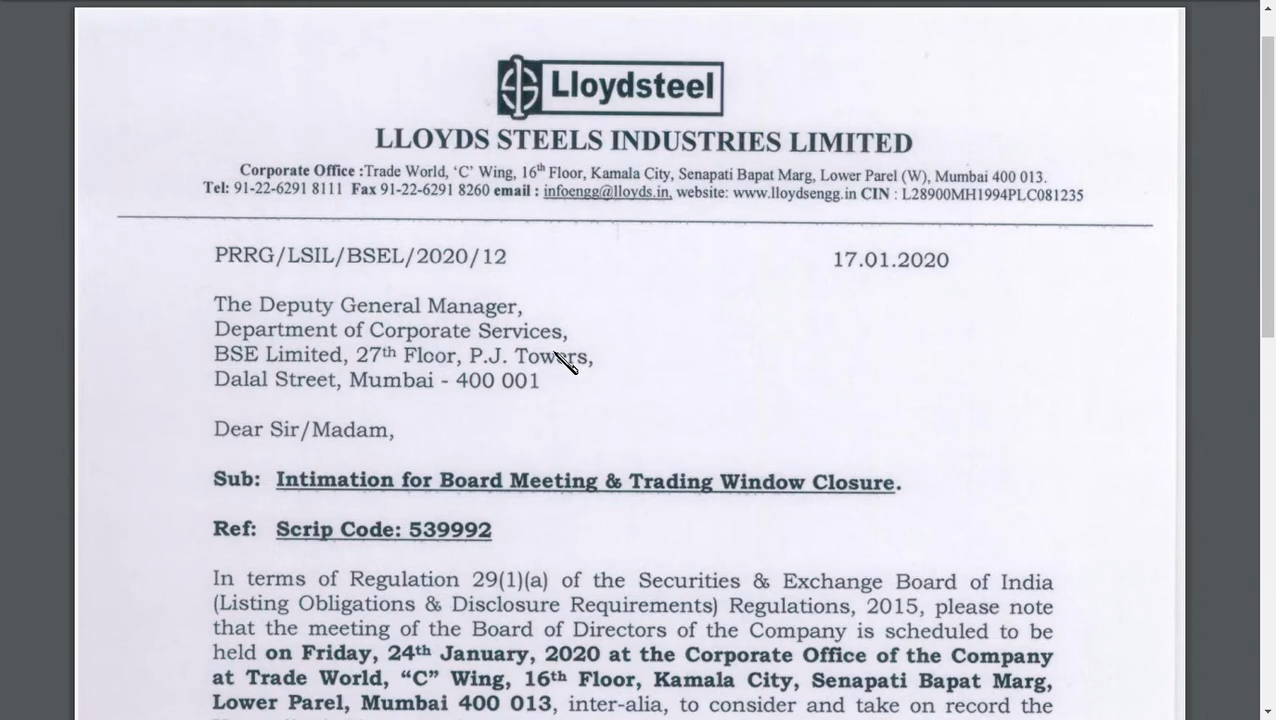 Lloydsteel
LLOYDS STEELS INDUSTRIES LIMITED
Corporate Office :Trade World, ‘C’ Wing, 16th Floor, Kamala City, Senapati Bapat Marg, Lower Parel (W), Mumbai 400 013.
Tel: 91-22-6291 8111 Fax 91-22-6291 8260 email : infoengg@lloyds.in, website: www.lloydsengg.in CIN : L28900MH1994PLC081235
PRRG/LSIL/BSEL/2020/12 17.01.2020
The Deputy General Manager,
Department of Corporate Services,
BSE Limited, 27th Floor, P.J. Towers,
Dalal Street, Mumbai - 400 001
Dear Sir/Madam,
Sub: Intimation for Board Meeting & Trading Window Closure.
Ref: Scrip Code: 539992
In terms of Regulation 29(1)(a) of the Securities & Exchange Board of India
(Listing Obligations & Disclosure Requirements) Regulations, 2015, please note
that the meeting of the Board of Directors of the Company is scheduled to be
held on Friday, 24th January, 2020 at the Corporate Office of the Company
at Trade World, “C” Wing, 16th Floor, Kamala City, Senapati Bapat Marg,
Lower Parel, Mumbai 400 013, inter-alia, to consider and take on record the